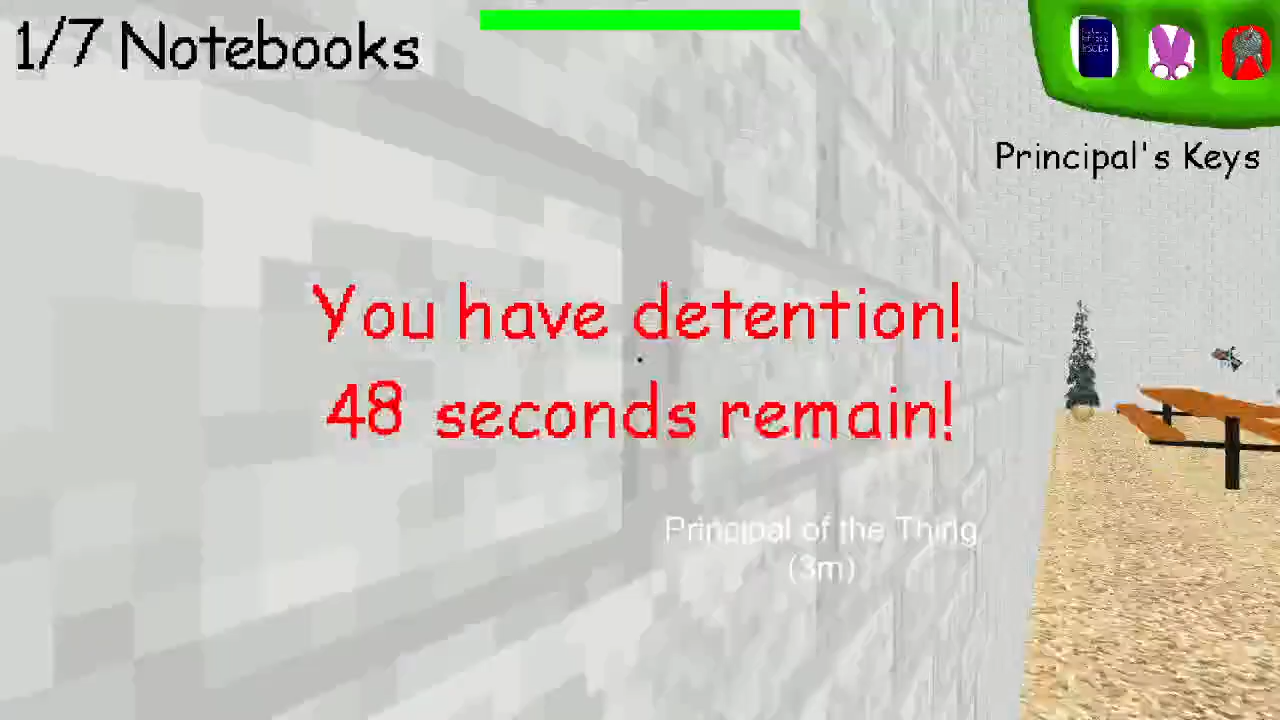 1/7 Notebooks
Principal's Keys
You have detention!
48 seconds remain!
Principal of the Thing
(3m)